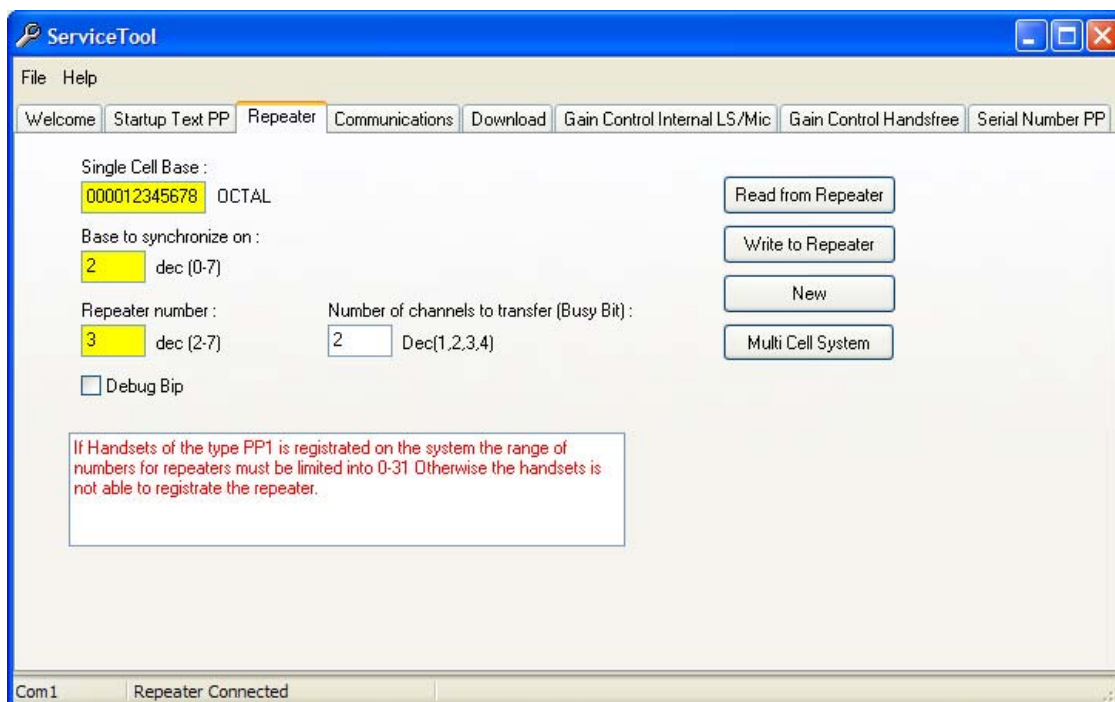 ServiceTool
File Help
Welcome Startup Text PP Repeater Communications Download Gain Control Internal LS/Mic Gain Control Handsfree Serial Number PP
Single Cell Base :
000012345678 OCTAL
Base to synchronize on :
2 dec (0-7)
Repeater number :
3 dec (2-7)
Number of channels to transfer (Busy Bit) :
2 Dec(1,2,3,4)
Debug Bip
Read from Repeater
Write to Repeater
New
Multi Cell System
If Handsets of the type PP1 is registrated on the system the range of
numbers for repeaters must be limited into 0-31 Otherwise the handsets is
not able to registrate the repeater.
Com1 Repeater Connected